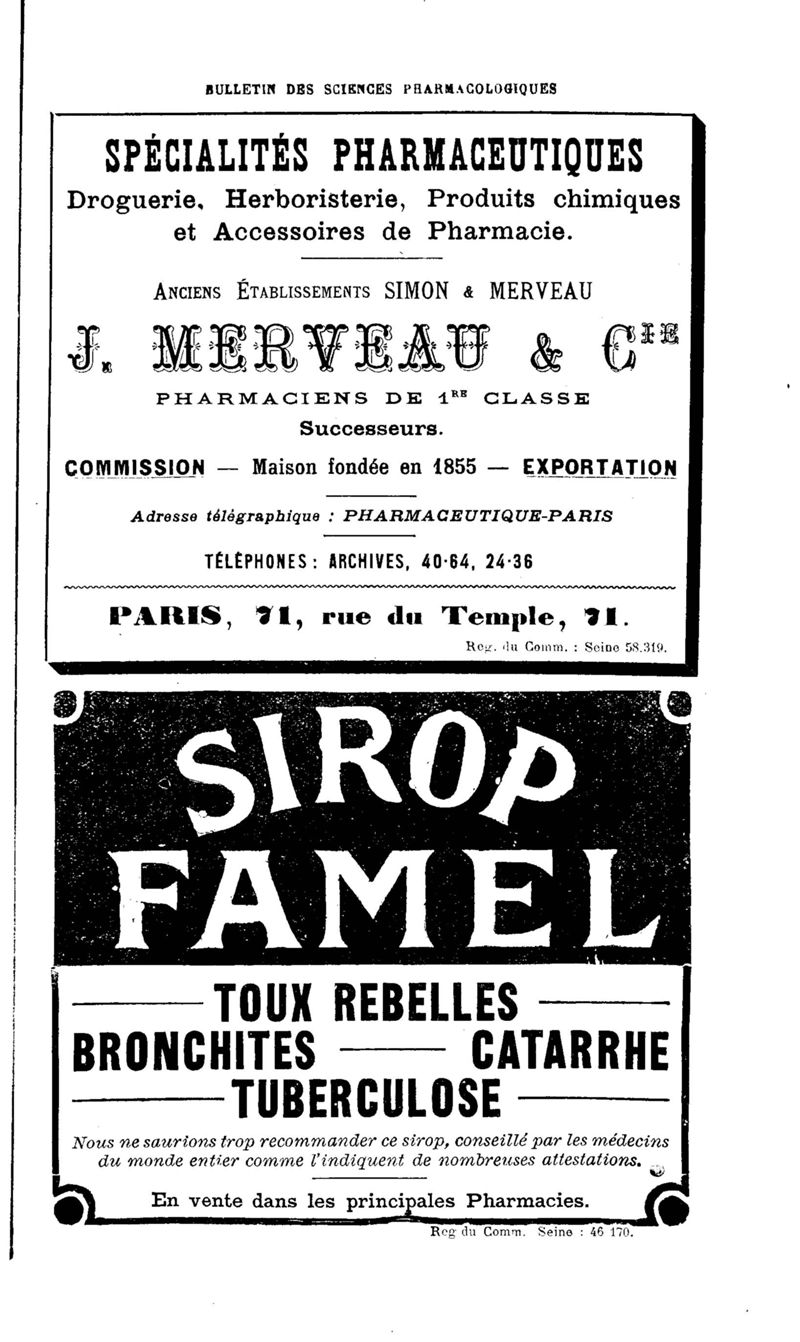 BULLETIN DES SCIENCES PHARMACOLOGIQUES
SPÉCIALITÉS PHARMACEUTIQUES
Droguerie, Herboristerie, Produits chimiques
et Accessoires de Pharmacie.
ANCIENS ÉTABLISSEMENTS SIMON & MERVEAU
J. MERVEAU & CIE
PHARMACIENS DE 1RE CLASSE
Successeurs.
COMMISSION — Maison fondée en 1855 — EXPORTATION
Adresse télégraphique : PHARMACEUTIQUE-PARIS
TÉLÉPHONES : ARCHIVES, 40-64, 24-36
PARIS, 71, rue du Temple, 71.
Reg. du Comm. : Seine 58.319.
SIROP
FAMEL
TOUX REBELLES
BRONCHITES — CATARRHE
TUBERCULOSE
Nous ne saurions trop recommander ce sirop, conseillé par les médecins
du monde entier comme l'indiquent de nombreuses attestations.
En vente dans les principales Pharmacies.
Reg du Comm. Seine : 46 170.